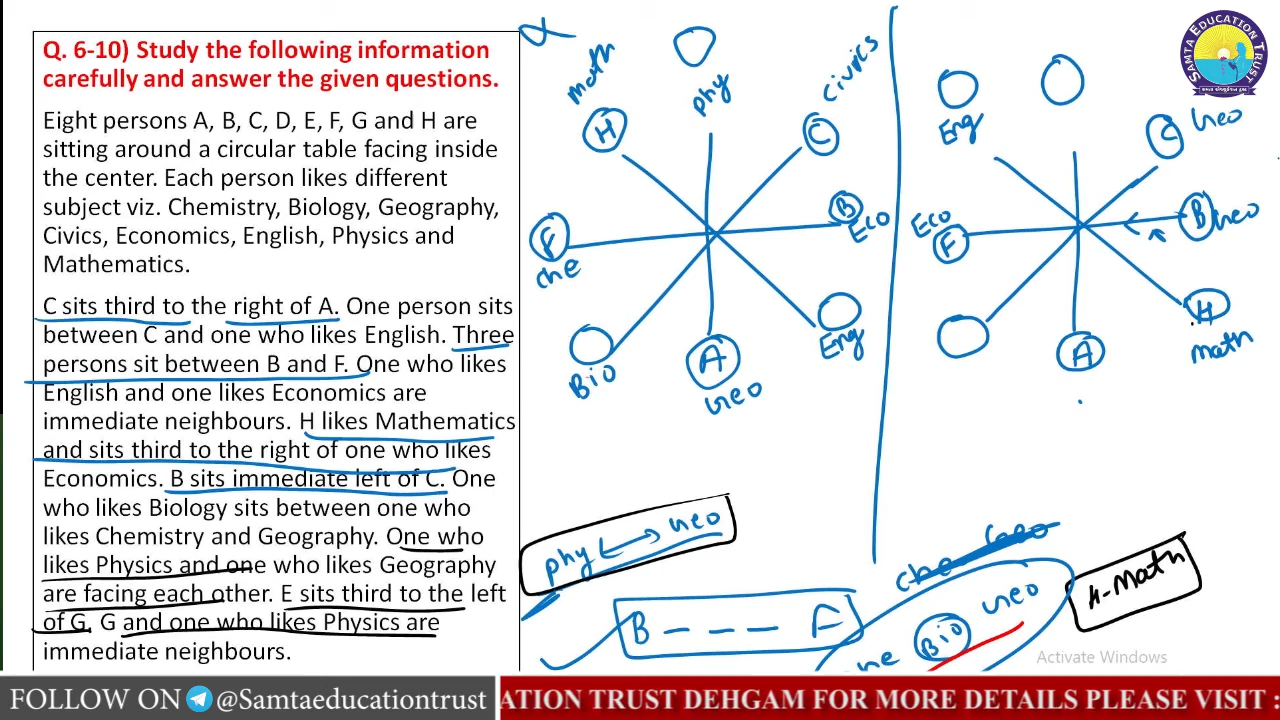 Q. 6-10) Study the following information
carefully and answer the given questions.
Eight persons A, B, C, D, E, F, G and H are
sitting around a circular table facing inside
the center. Each person likes different
subject viz. Chemistry, Biology, Geography,
Civics, Economics, English, Physics and
Mathematics.
C sits third to the right of A. One person sits
between C and one who likes English. Three
persons sit between B and F. One who likes
English and one likes Economics are
immediate neighbours. H likes Mathematics
and sits third to the right of one who likes
Economics. B sits immediate left of C. One
who likes Biology sits between one who
likes Chemistry and Geography. One who
likes Physics and one who likes Geography
are facing each other. E sits third to the left
of G. G and one who likes Physics are
immediate neighbours.
math
phy
civics
H
C
F
che
B
Eco
Bio
A
Geo
Eng
Eng
C
Geo
Eco
F
B
Geo
H
math
A
phy Geo
B - - - F
che Geo
Bio Geo
H-Math
SAMTA EDUCATION TRUST
Activate Windows
FOLLOW ON @Samtaeducationtrust
ATION TRUST DEHGAM FOR MORE DETAILS PLEASE VISIT :